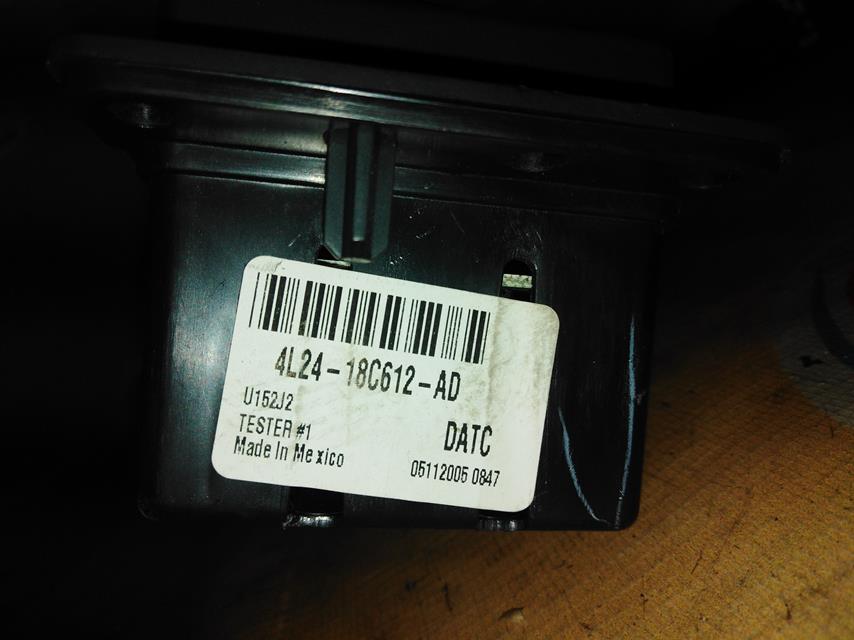 4L24-18C612-AD
U152J2
TESTER #1
DATC
Made In Mexico
05112005 0847